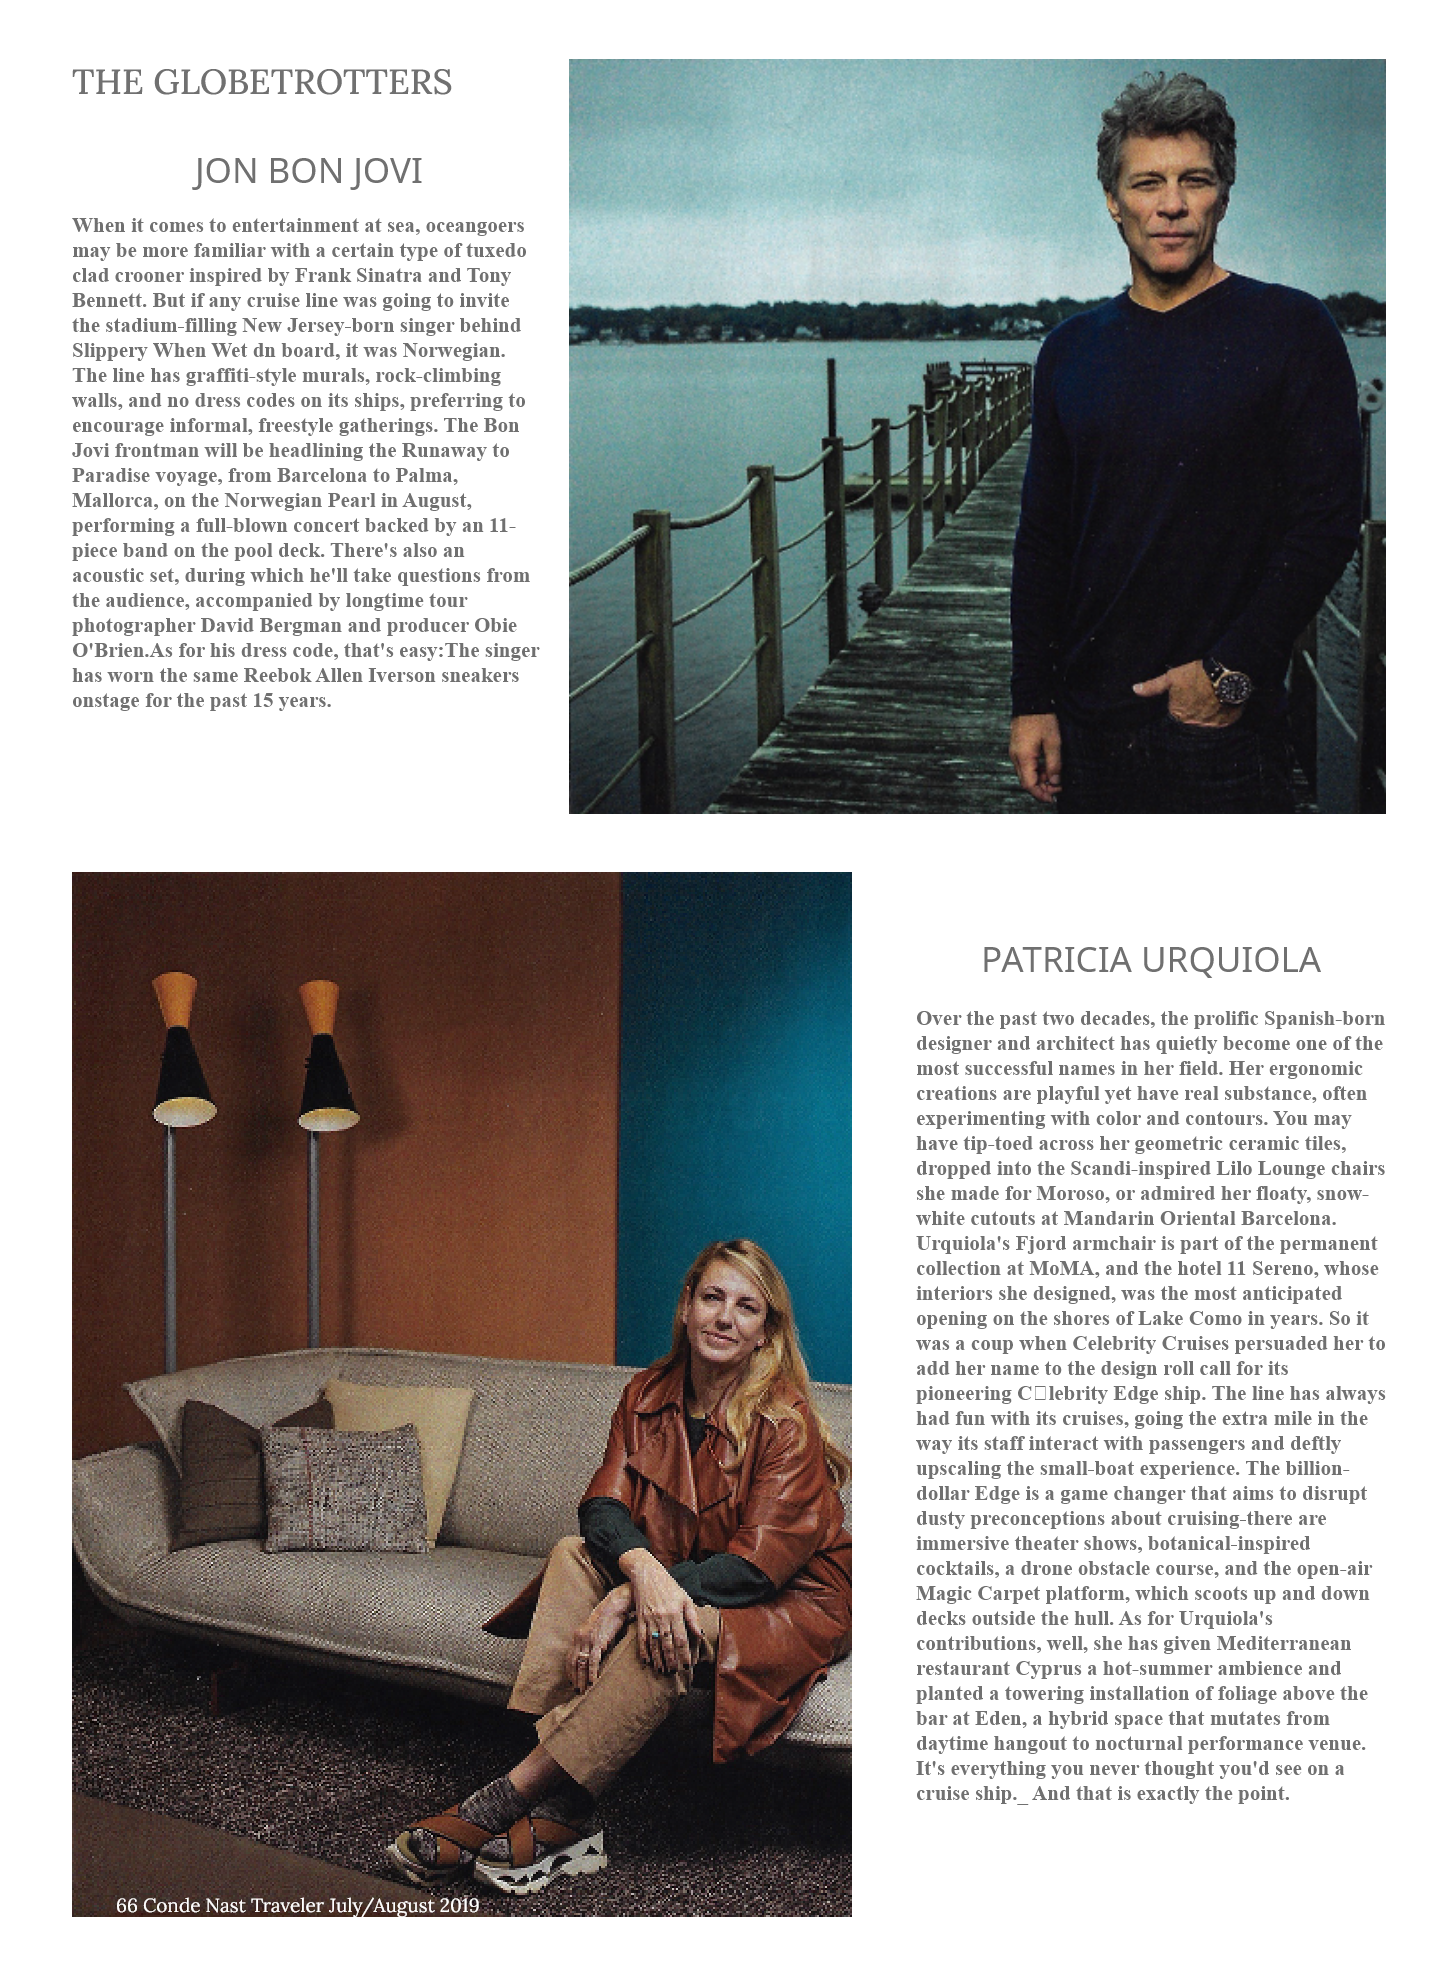 THE GLOBETROTTERS
JON BON JOVI
When it comes to entertainment at sea, oceangoers
may be more familiar with a certain type of tuxedo
clad crooner inspired by Frank Sinatra and Tony
Bennett. But if any cruise line was going to invite
the stadium-filling New Jersey-born singer behind
Slippery When Wet dn board, it was Norwegian.
The line has graffiti-style murals, rock-climbing
walls, and no dress codes on its ships, preferring to
encourage informal, freestyle gatherings. The Bon
Jovi frontman will be headlining the Runaway to
Paradise voyage, from Barcelona to Palma,
Mallorca, on the Norwegian Pearl in August,
performing a full-blown concert backed by an 11-
piece band on the pool deck. There's also an
acoustic set, during which he'll take questions from
the audience, accompanied by longtime tour
photographer David Bergman and producer Obie
O'Brien.As for his dress code, that's easy:The singer
has worn the same Reebok Allen Iverson sneakers
onstage for the past 15 years.
PATRICIA URQUIOLA
Over the past two decades, the prolific Spanish-born
designer and architect has quietly become one of the
most successful names in her field. Her ergonomic
creations are playful yet have real substance, often
experimenting with color and contours. You may
have tip-toed across her geometric ceramic tiles,
dropped into the Scandi-inspired Lilo Lounge chairs
she made for Moroso, or admired her floaty, snow-
white cutouts at Mandarin Oriental Barcelona.
Urquiola's Fjord armchair is part of the permanent
collection at MoMA, and the hotel 11 Sereno, whose
interiors she designed, was the most anticipated
opening on the shores of Lake Como in years. So it
was a coup when Celebrity Cruises persuaded her to
add her name to the design roll call for its
pioneering C□lebrity Edge ship. The line has always
had fun with its cruises, going the extra mile in the
way its staff interact with passengers and deftly
upscaling the small-boat experience. The billion-
dollar Edge is a game changer that aims to disrupt
dusty preconceptions about cruising-there are
immersive theater shows, botanical-inspired
cocktails, a drone obstacle course, and the open-air
Magic Carpet platform, which scoots up and down
decks outside the hull. As for Urquiola's
contributions, well, she has given Mediterranean
restaurant Cyprus a hot-summer ambience and
planted a towering installation of foliage above the
bar at Eden, a hybrid space that mutates from
daytime hangout to nocturnal performance venue.
It's everything you never thought you'd see on a
cruise ship._ And that is exactly the point.
66 Conde Nast Traveler July/August 2019